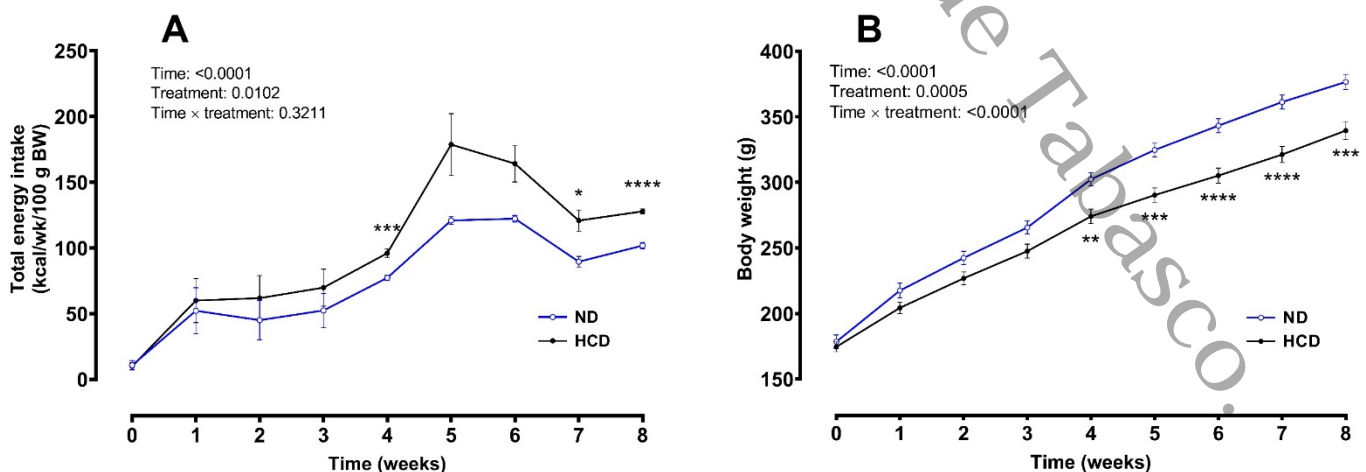 A
250
200
150
100
50
0
Total energy intake
(kcal/wk/100 g BW)
Time: <0.0001
Treatment: 0.0102
Time × treatment: 0.3211
***
*
****
ND
HCD
0 1 2 3 4 5 6 7 8
Time (weeks)
B
400
350
300
250
200
150
Body weight (g)
Time: <0.0001
Treatment: 0.0005
Time × treatment: <0.0001
**
***
****
****
***
ND
HCD
0 1 2 3 4 5 6 7 8
Time (weeks)
Tabasco.